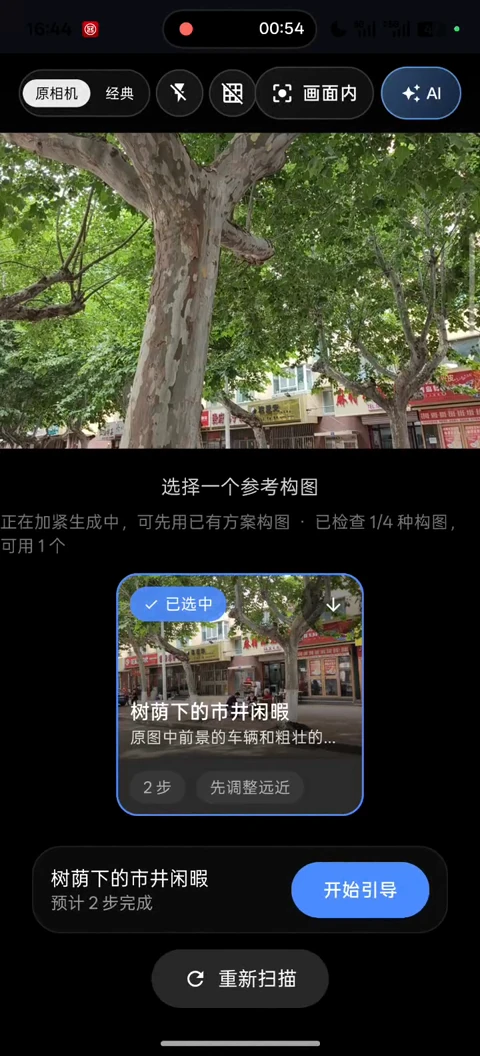 16:44
00:54
原相机
经典
画面内
AI
选择一个参考构图
正在加紧生成中，可先用已有方案构图 · 已检查 1/4 种构图，
可用 1 个
已选中
树荫下的市井闲暇
原图中前景的车辆和粗壮的...
2 步
先调整远近
树荫下的市井闲暇
预计 2 步完成
开始引导
重新扫描